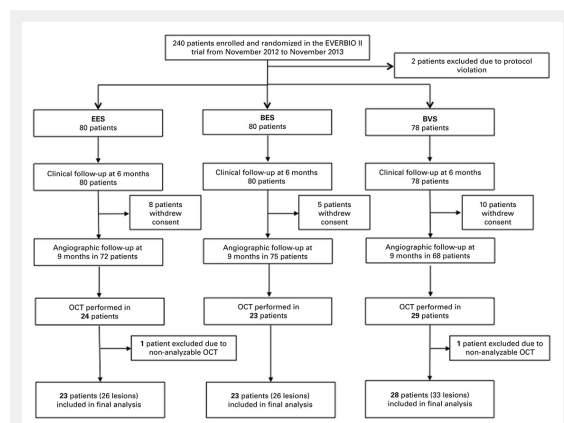 240 patients enrolled and randomized in the EVERBIO II
trial from November 2012 to November 2013
2 patients excluded due to protocol
violation
EES
80 patients
BES
80 patients
BVS
78 patients
Clinical follow-up at 6 months
80 patients
Clinical follow-up at 6 months
80 patients
Clinical follow-up at 6 months
78 patients
8 patients
withdrew
consent
5 patients
withdrew
consent
10 patients
withdrew
consent
Angiographic follow-up at
9 months in 72 patients
Angiographic follow-up at
9 months in 75 patients
Angiographic follow-up at
9 months in 68 patients
OCT performed in
24 patients
OCT performed in
23 patients
OCT performed in
29 patients
1 patient excluded due to
non-analyzable OCT
1 patient excluded due to
non-analyzable OCT
23 patients (26 lesions)
included in final analysis
23 patients (26 lesions)
included in final analysis
28 patients (33 lesions)
included in final analysis